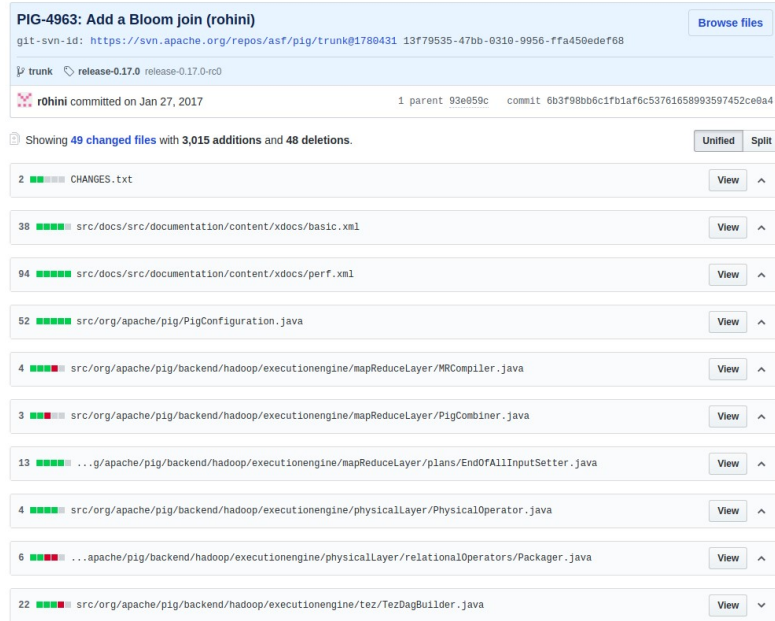 PIG-4963: Add a Bloom join (rohini)
Browse files
git-svn-id: https://svn.apache.org/repos/asf/pig/trunk@1780431 13f79535-47bb-0310-9956-ffa450edef68
trunk release-0.17.0 release-0.17.0-rc0
r0hini committed on Jan 27, 2017 1 parent 93e059c commit 6b3f98bb6c1fb1af6c53761658993597452ce0a4
Showing 49 changed files with 3,015 additions and 48 deletions. Unified Split
2 CHANGES.txt View
38 src/docs/src/documentation/content/xdocs/basic.xml View
94 src/docs/src/documentation/content/xdocs/perf.xml View
52 src/org/apache/pig/PigConfiguration.java View
4 src/org/apache/pig/backend/hadoop/executionengine/mapReduceLayer/MRCompiler.java View
3 src/org/apache/pig/backend/hadoop/executionengine/mapReduceLayer/PigCombiner.java View
13 ...g/apache/pig/backend/hadoop/executionengine/mapReduceLayer/plans/EndOfAllInputSetter.java View
4 src/org/apache/pig/backend/hadoop/executionengine/physicalLayer/PhysicalOperator.java View
6 ...apache/pig/backend/hadoop/executionengine/physicalLayer/relationalOperators/Packager.java View
22 src/org/apache/pig/backend/hadoop/executionengine/tez/TezDagBuilder.java View